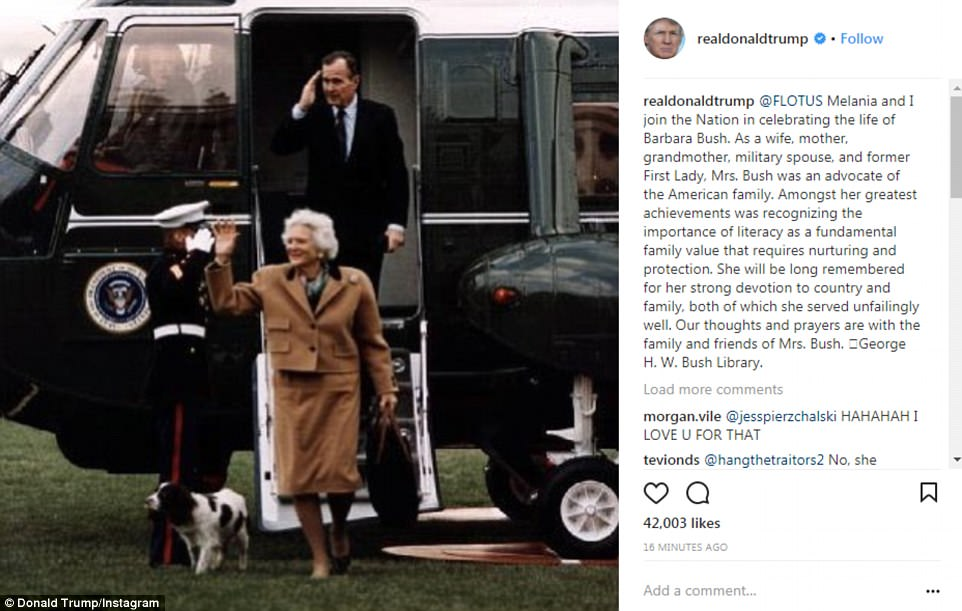 realdonaldtrump • Follow
realdonaldtrump @FLOTUS Melania and I
join the Nation in celebrating the life of
Barbara Bush. As a wife, mother,
grandmother, military spouse, and former
First Lady, Mrs. Bush was an advocate of
the American family. Amongst her greatest
achievements was recognizing the
importance of literacy as a fundamental
family value that requires nurturing and
protection. She will be long remembered
for her strong devotion to country and
family, both of which she served unfailingly
well. Our thoughts and prayers are with the
family and friends of Mrs. Bush. □George
H. W. Bush Library.
Load more comments
morgan.vile @jesspierzchalski HAHAHAH I
LOVE U FOR THAT
tevionds @hangthetraitors2 No, she
42,003 likes
16 MINUTES AGO
Add a comment...
© Donald Trump/Instagram